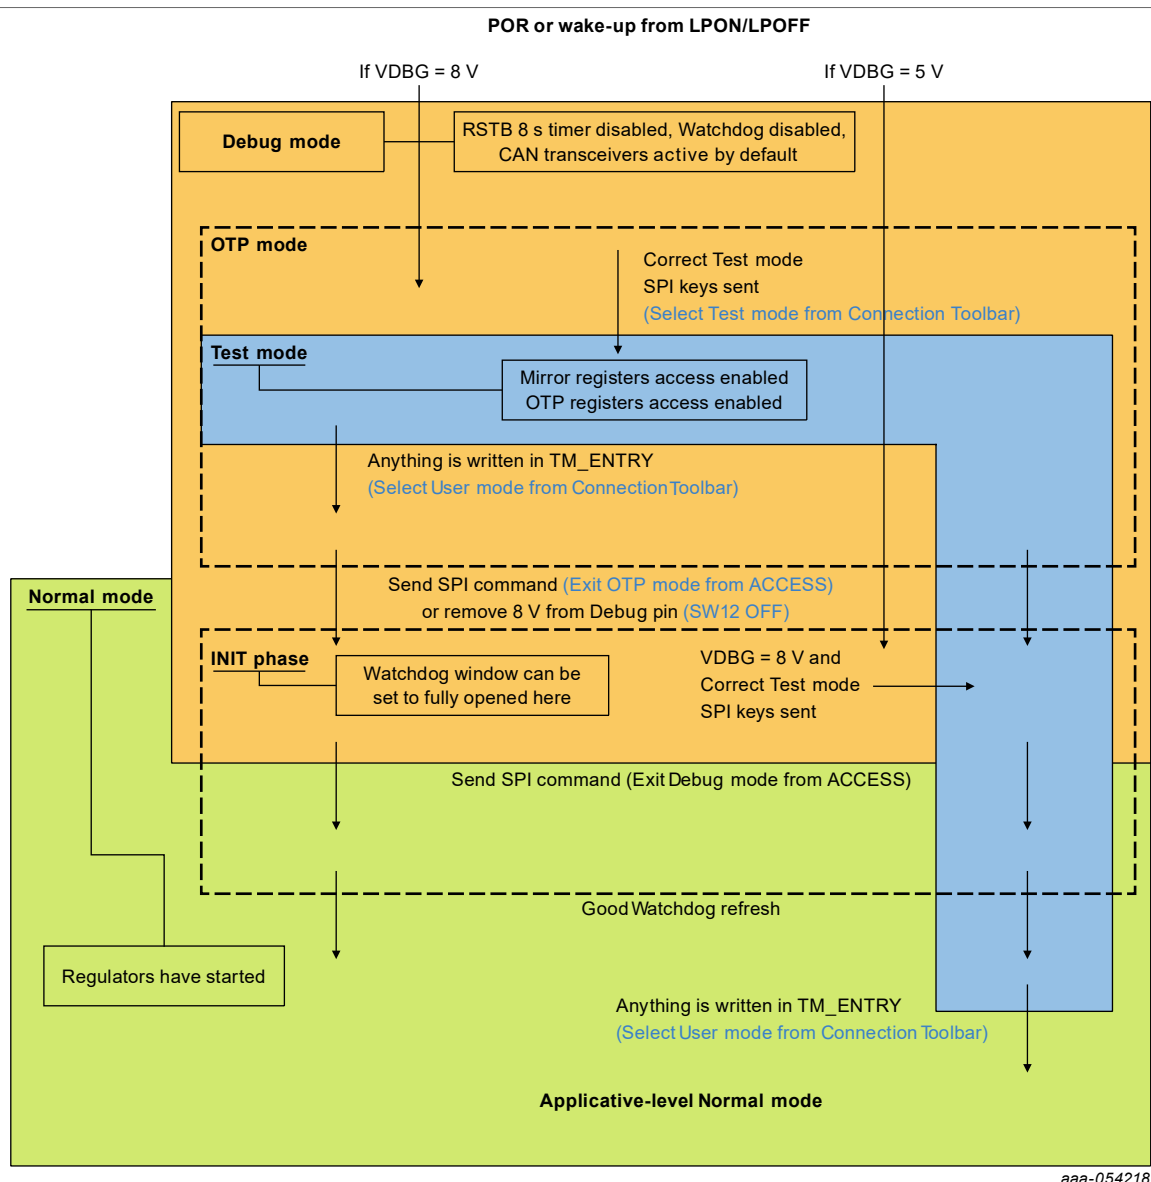 POR or wake-up from LPON/LPOFF
If VDBG = 8 V
If VDBG = 5 V
Debug mode
RSTB 8 s timer disabled, Watchdog disabled,
CAN transceivers active by default
OTP mode
Correct Test mode
SPI keys sent
(Select Test mode from Connection Toolbar)
Test mode
Mirror registers access enabled
OTP registers access enabled
Anything is written in TM_ENTRY
(Select User mode from Connection Toolbar)
Send SPI command (Exit OTP mode from ACCESS)
or remove 8 V from Debug pin (SW12 OFF)
Normal mode
INIT phase
Watchdog window can be
set to fully opened here
VDBG = 8 V and
Correct Test mode
SPI keys sent
Send SPI command (Exit Debug mode from ACCESS)
Good Watchdog refresh
Regulators have started
Anything is written in TM_ENTRY
(Select User mode from Connection Toolbar)
Applicative-level Normal mode
aaa-054218